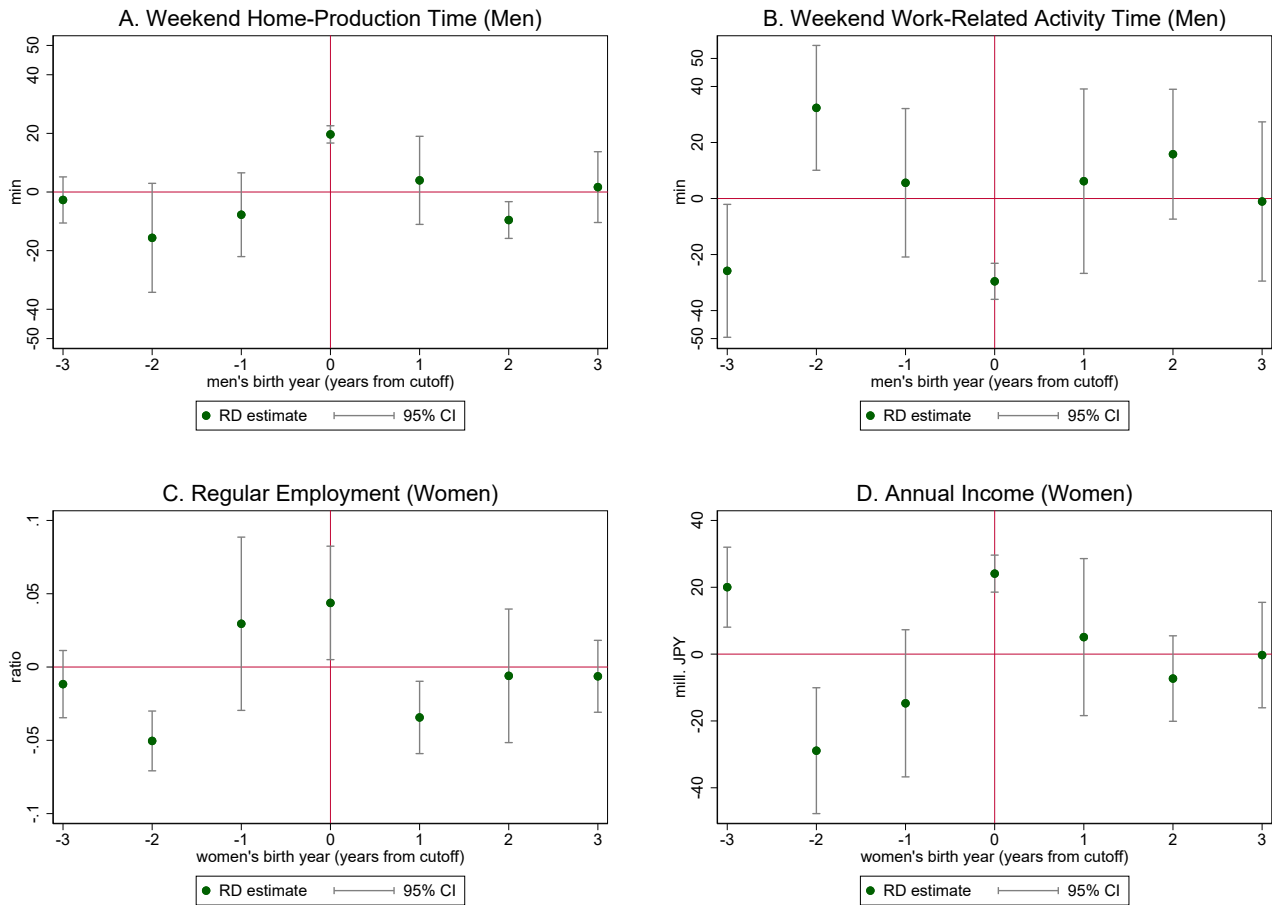 A. Weekend Home-Production Time (Men)
50
40
20
0
-20
-40
-50
min
-3 -2 -1 0 1 2 3
men's birth year (years from cutoff)
RD estimate 95% CI
B. Weekend Work-Related Activity Time (Men)
50
40
20
0
-20
-40
-50
min
-3 -2 -1 0 1 2 3
men's birth year (years from cutoff)
RD estimate 95% CI
C. Regular Employment (Women)
.1
.05
0
-.05
-.1
ratio
-3 -2 -1 0 1 2 3
women's birth year (years from cutoff)
RD estimate 95% CI
D. Annual Income (Women)
40
20
0
-20
-40
mill. JPY
-3 -2 -1 0 1 2 3
women's birth year (years from cutoff)
RD estimate 95% CI